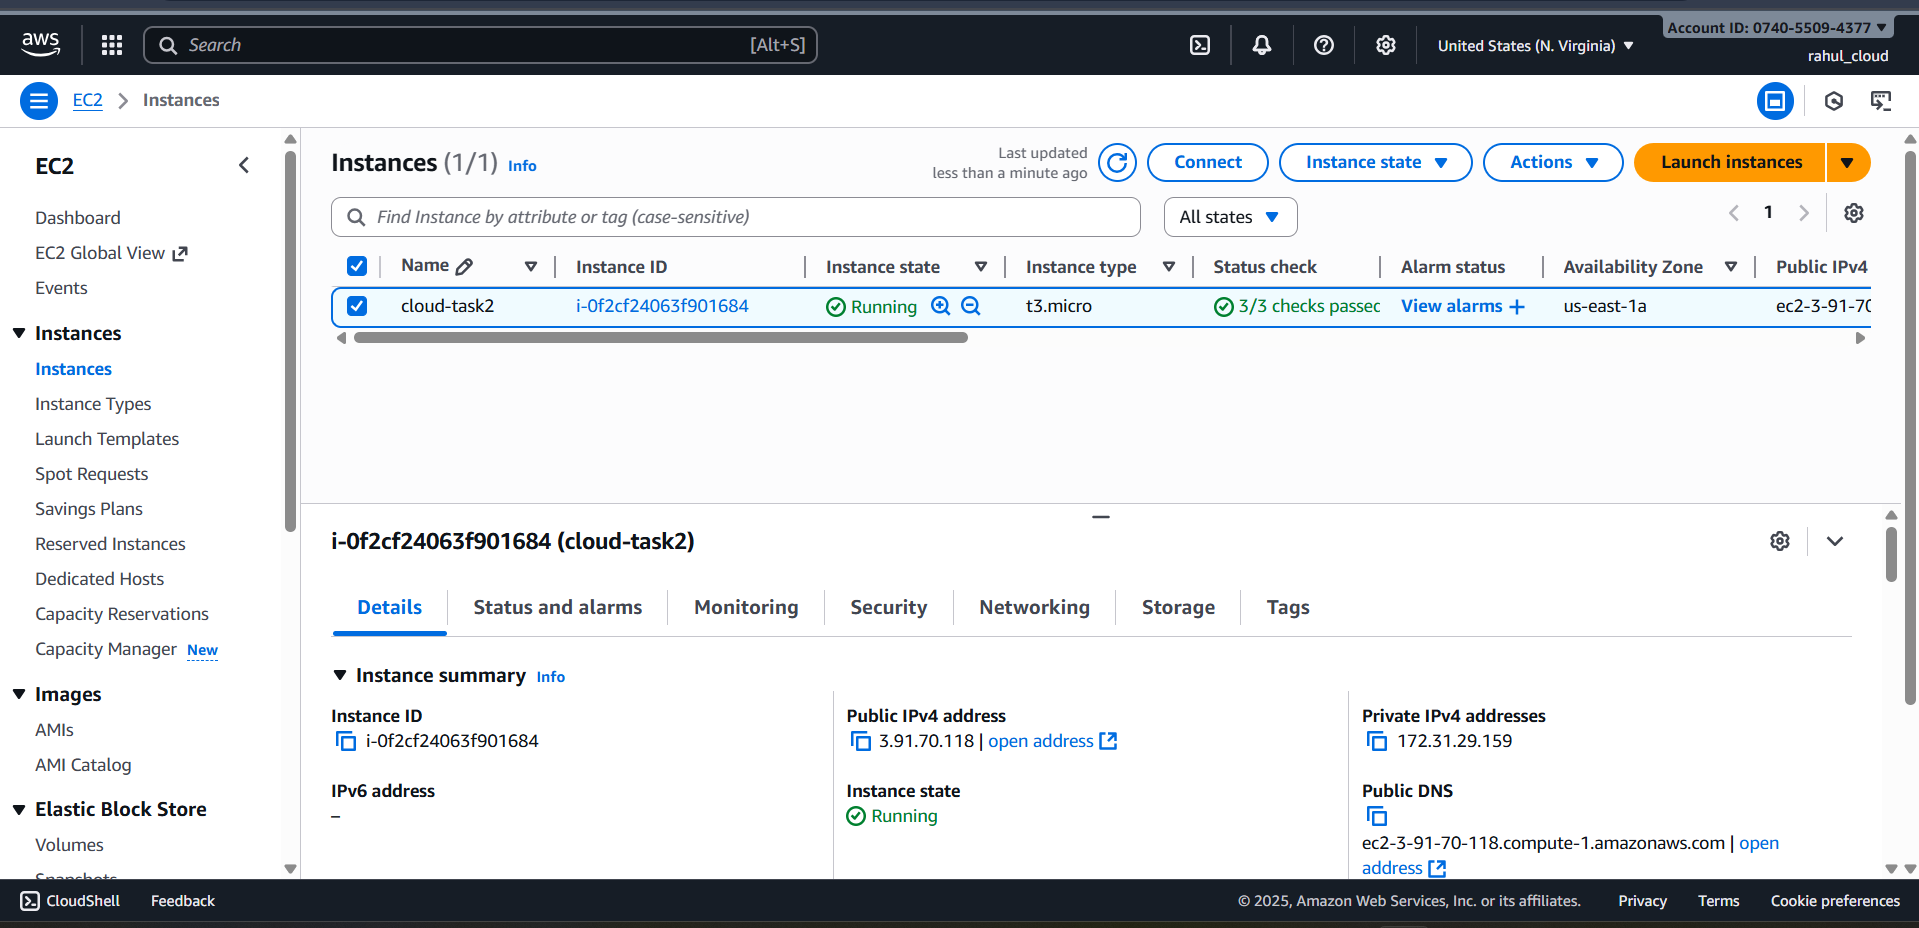 aws
Search
[Alt+S]
United States (N. Virginia)
Account ID: 0740-5509-4377
rahul_cloud
EC2
Instances
EC2
Dashboard
EC2 Global View
Events
Instances
Instances
Instance Types
Launch Templates
Spot Requests
Savings Plans
Reserved Instances
Dedicated Hosts
Capacity Reservations
Capacity Manager New
Images
AMIs
AMI Catalog
Elastic Block Store
Volumes
Snapshots
Instances (1/1) Info
Last updated
less than a minute ago
Connect
Instance state
Actions
Launch instances
Find Instance by attribute or tag (case-sensitive)
All states
1
Name Instance ID Instance state Instance type Status check Alarm status Availability Zone Public IPv4
cloud-task2 i-0f2cf24063f901684 Running t3.micro 3/3 checks passed View alarms + us-east-1a ec2-3-91-70
i-0f2cf24063f901684 (cloud-task2)
Details Status and alarms Monitoring Security Networking Storage Tags
Instance summary Info
Instance ID
i-0f2cf24063f901684
IPv6 address
–
Public IPv4 address
3.91.70.118 | open address
Instance state
Running
Private IPv4 addresses
172.31.29.159
Public DNS
ec2-3-91-70-118.compute-1.amazonaws.com | open
address
CloudShell Feedback
© 2025, Amazon Web Services, Inc. or its affiliates. Privacy Terms Cookie preferences